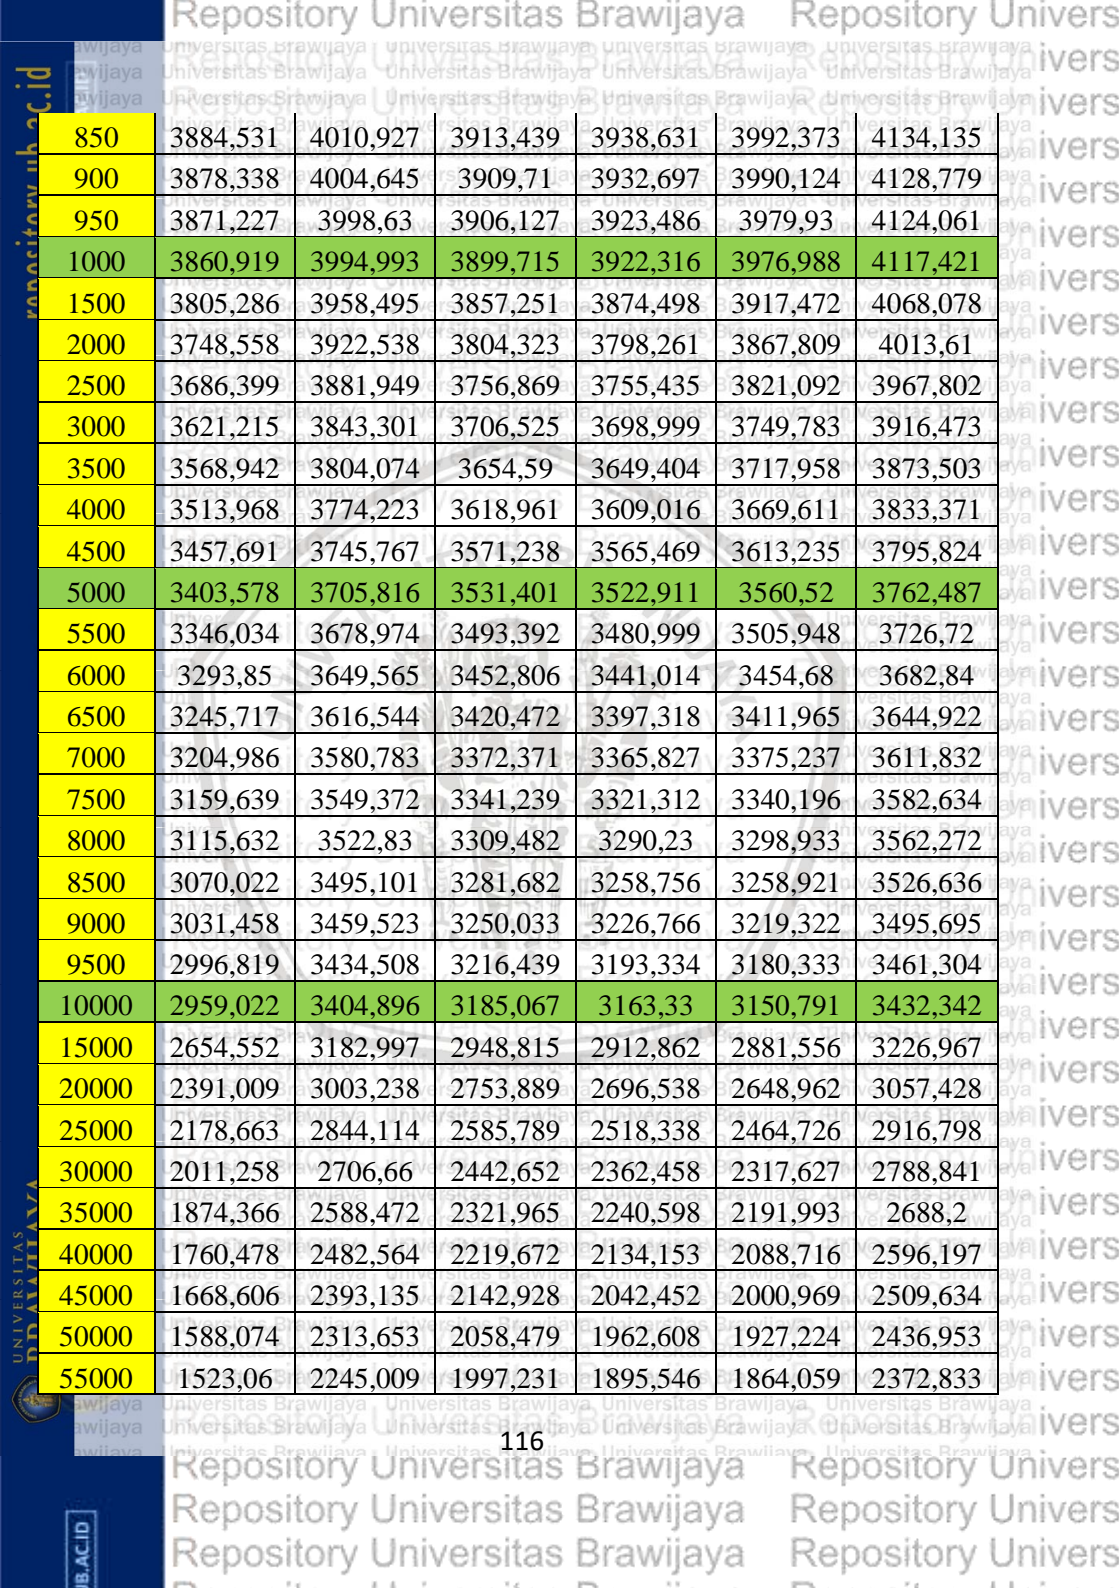 Repository Universitas Brawijaya Repository Univers
850 3884,531 4010,927 3913,439 3938,631 3992,373 4134,135
900 3878,338 4004,645 3909,71 3932,697 3990,124 4128,779
950 3871,227 3998,63 3906,127 3923,486 3979,93 4124,061
1000 3860,919 3994,993 3899,715 3922,316 3976,988 4117,421
1500 3805,286 3958,495 3857,251 3874,498 3917,472 4068,078
2000 3748,558 3922,538 3804,323 3798,261 3867,809 4013,61
2500 3686,399 3881,949 3756,869 3755,435 3821,092 3967,802
3000 3621,215 3843,301 3706,525 3698,999 3749,783 3916,473
3500 3568,942 3804,074 3654,59 3649,404 3717,958 3873,503
4000 3513,968 3774,223 3618,961 3609,016 3669,611 3833,371
4500 3457,691 3745,767 3571,238 3565,469 3613,235 3795,824
5000 3403,578 3705,816 3531,401 3522,911 3560,52 3762,487
5500 3346,034 3678,974 3493,392 3480,999 3505,948 3726,72
6000 3293,85 3649,565 3452,806 3441,014 3454,68 3682,84
6500 3245,717 3616,544 3420,472 3397,318 3411,965 3644,922
7000 3204,986 3580,783 3372,371 3365,827 3375,237 3611,832
7500 3159,639 3549,372 3341,239 3321,312 3340,196 3582,634
8000 3115,632 3522,83 3309,482 3290,23 3298,933 3562,272
8500 3070,022 3495,101 3281,682 3258,756 3258,921 3526,636
9000 3031,458 3459,523 3250,033 3226,766 3219,322 3495,695
9500 2996,819 3434,508 3216,439 3193,334 3180,333 3461,304
10000 2959,022 3404,896 3185,067 3163,33 3150,791 3432,342
15000 2654,552 3182,997 2948,815 2912,862 2881,556 3226,967
20000 2391,009 3003,238 2753,889 2696,538 2648,962 3057,428
25000 2178,663 2844,114 2585,789 2518,338 2464,726 2916,798
30000 2011,258 2706,66 2442,652 2362,458 2317,627 2788,841
35000 1874,366 2588,472 2321,965 2240,598 2191,993 2688,2
40000 1760,478 2482,564 2219,672 2134,153 2088,716 2596,197
45000 1668,606 2393,135 2142,928 2042,452 2000,969 2509,634
50000 1588,074 2313,653 2058,479 1962,608 1927,224 2436,953
55000 1523,06 2245,009 1997,231 1895,546 1864,059 2372,833
116
Repository Universitas Brawijaya Repository Univers
Repository Universitas Brawijaya Repository Univers
Repository Universitas Brawijaya Repository Univers
UNIVERSITAS